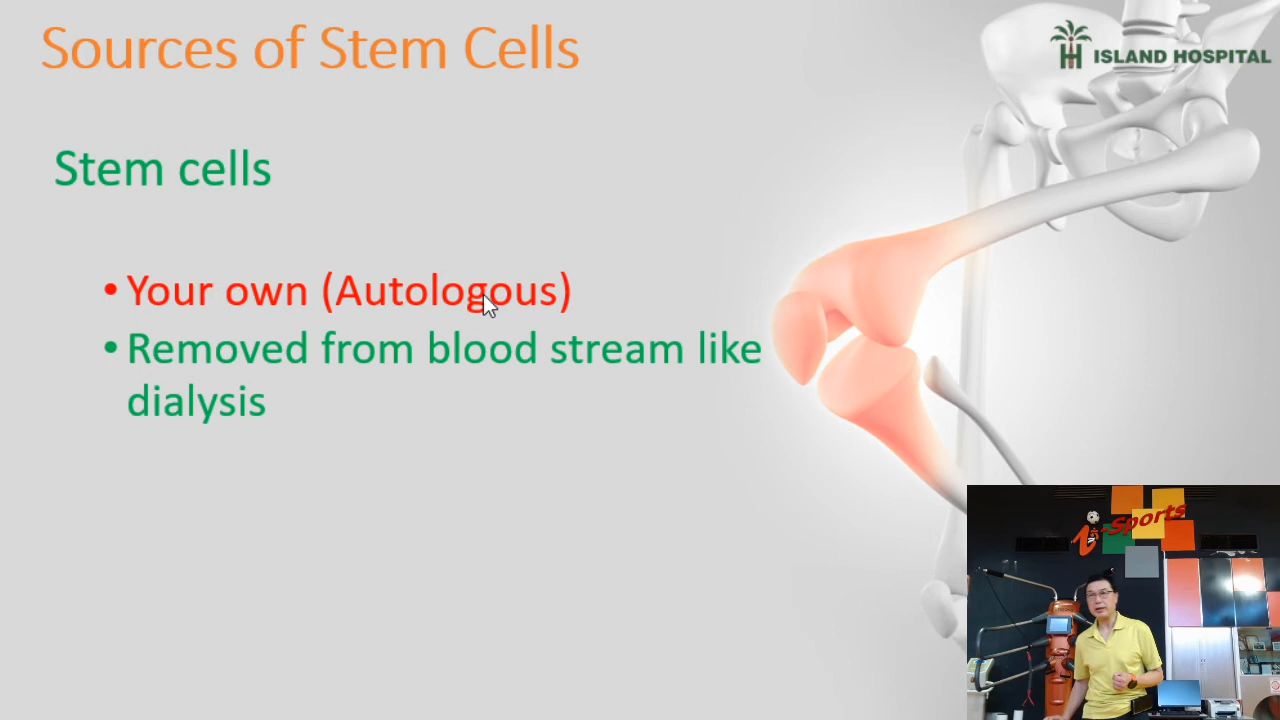 Sources of Stem Cells
ISLAND HOSPITAL
Stem cells
• Your own (Autologous)
• Removed from blood stream like
dialysis
i-Sports